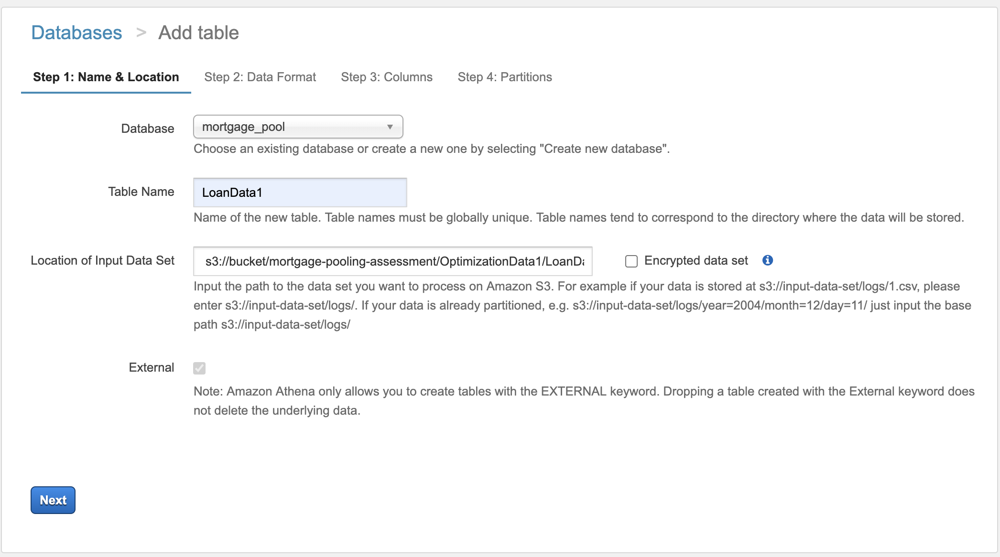 Databases > Add table
Step 1: Name & Location Step 2: Data Format Step 3: Columns Step 4: Partitions
Database mortgage_pool
Choose an existing database or create a new one by selecting "Create new database".
Table Name LoanData1
Name of the new table. Table names must be globally unique. Table names tend to correspond to the directory where the data will be stored.
Location of Input Data Set s3://bucket/mortgage-pooling-assessment/OptimizationData1/LoanDa Encrypted data set
Input the path to the data set you want to process on Amazon S3. For example if your data is stored at s3://input-data-set/logs/1.csv, please
enter s3://input-data-set/logs/. If your data is already partitioned, e.g. s3://input-data-set/logs/year=2004/month=12/day=11/ just input the base
path s3://input-data-set/logs/
External
Note: Amazon Athena only allows you to create tables with the EXTERNAL keyword. Dropping a table created with the External keyword does
not delete the underlying data.
Next